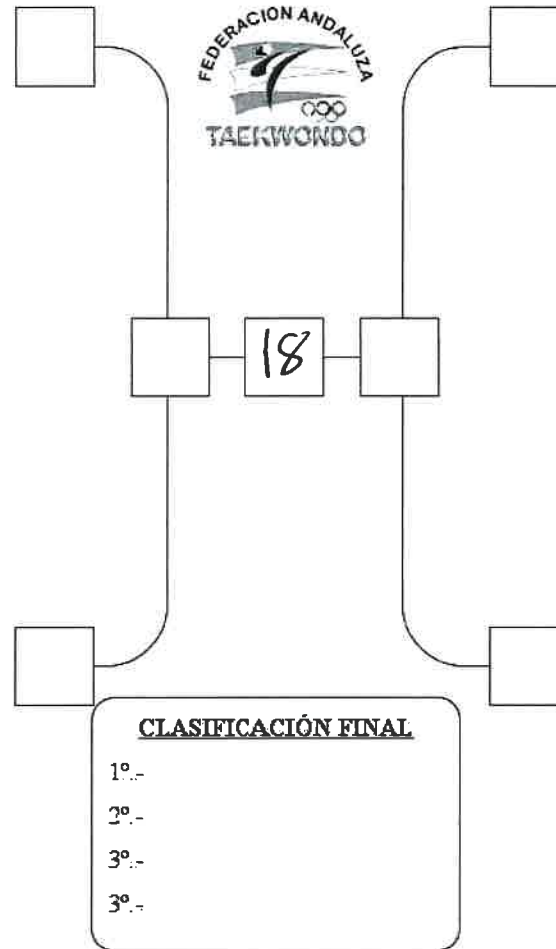 FEDERACION ANDALUZA
TAEKWONDO
18
CLASIFICACIÓN FINAL
1º.-
2º.-
3º.-
3º.-